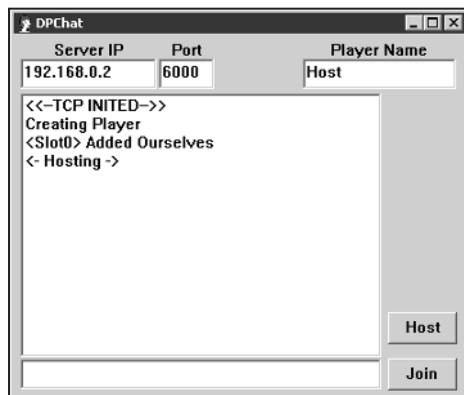 DPChat
Server IP Port Player Name
192.168.0.2 6000 Host
<<-TCP INITED->>
Creating Player
<Slot0> Added Ourselves
<- Hosting ->
Host
Join